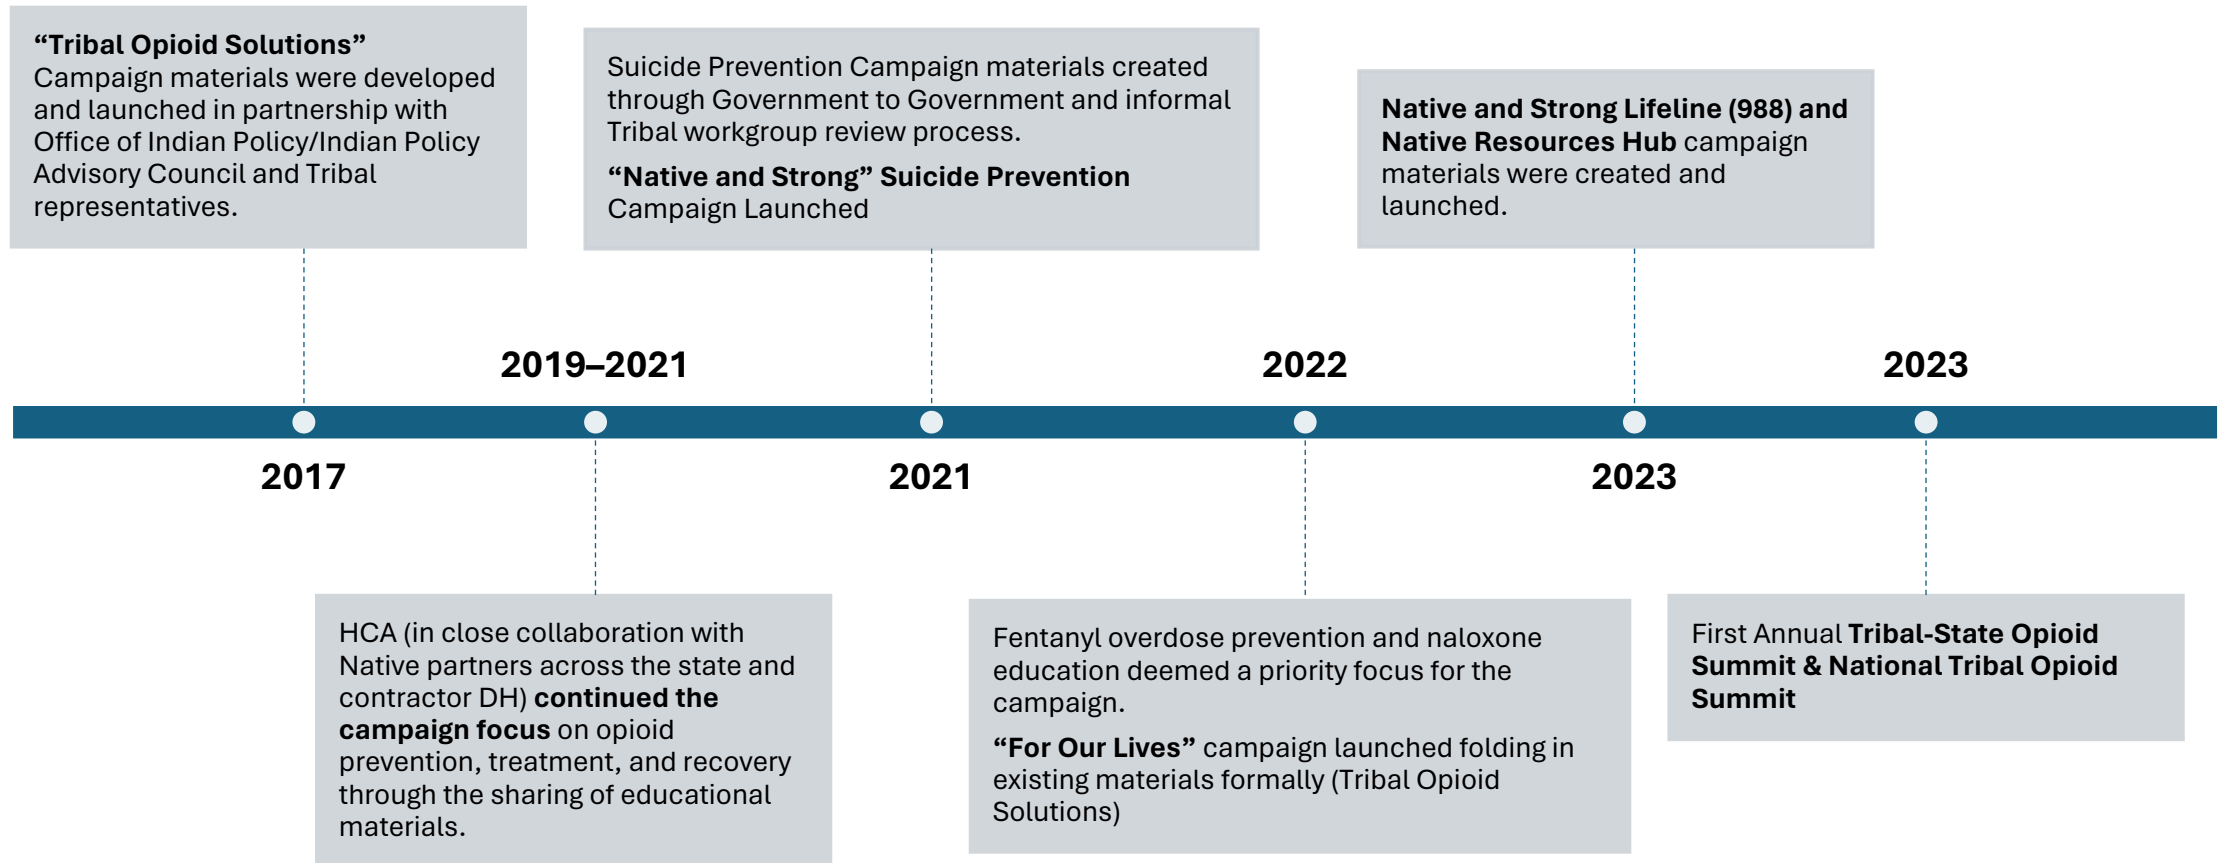 “Tribal Opioid Solutions”
Campaign materials were developed
and launched in partnership with
Office of Indian Policy/Indian Policy
Advisory Council and Tribal
representatives.
Suicide Prevention Campaign materials created
through Government to Government and informal
Tribal workgroup review process.
“Native and Strong” Suicide Prevention
Campaign Launched
Native and Strong Lifeline (988) and
Native Resources Hub campaign
materials were created and
launched.
2019–2021
2022
2023
2017
2021
2023
HCA (in close collaboration with
Native partners across the state and
contractor DH) continued the
campaign focus on opioid
prevention, treatment, and recovery
through the sharing of educational
materials.
Fentanyl overdose prevention and naloxone
education deemed a priority focus for the
campaign.
“For Our Lives” campaign launched folding in
existing materials formally (Tribal Opioid
Solutions)
First Annual Tribal-State Opioid
Summit & National Tribal Opioid
Summit